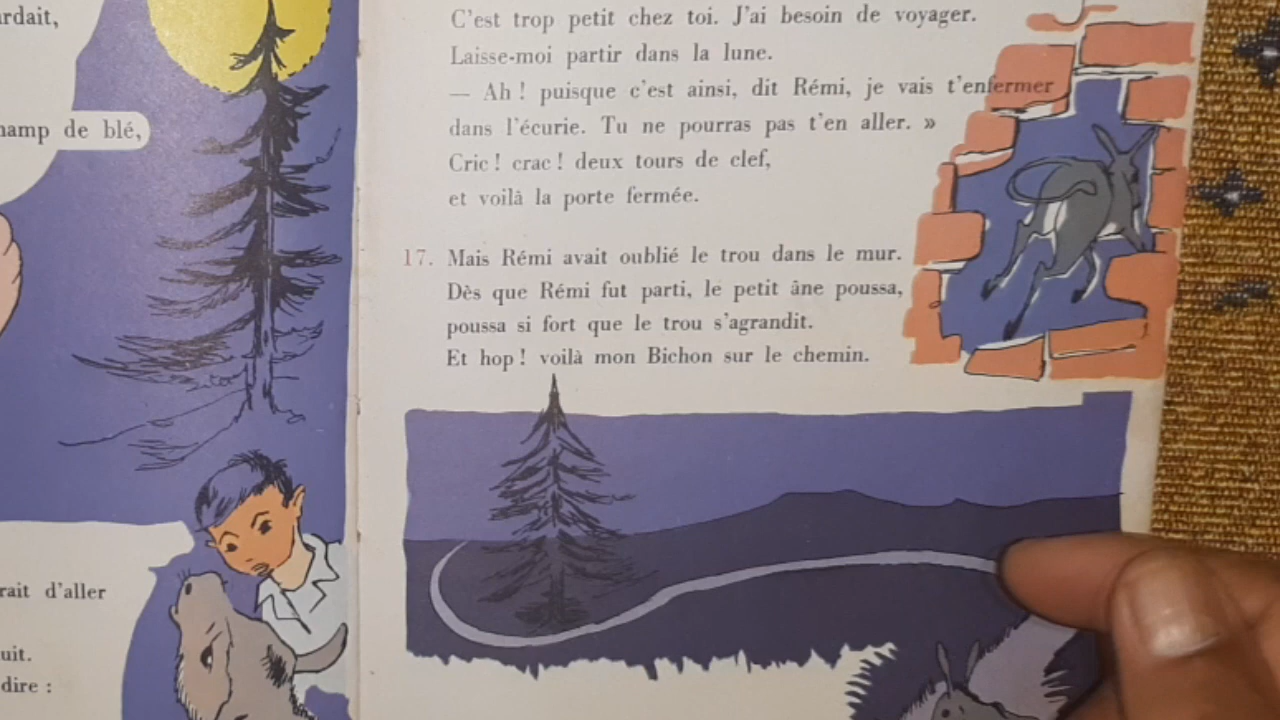 rdait,
hamp de blé,
rait d'aller
uit.
dire :
C'est trop petit chez toi. J'ai besoin de voyager.
Laisse-moi partir dans la lune.
— Ah ! puisque c'est ainsi, dit Rémi, je vais t'enfermer
dans l'écurie. Tu ne pourras pas t'en aller. »
Cric ! crac ! deux tours de clef,
et voilà la porte fermée.
17. Mais Rémi avait oublié le trou dans le mur.
Dès que Rémi fut parti, le petit âne poussa,
poussa si fort que le trou s'agrandit.
Et hop ! voilà mon Bichon sur le chemin.